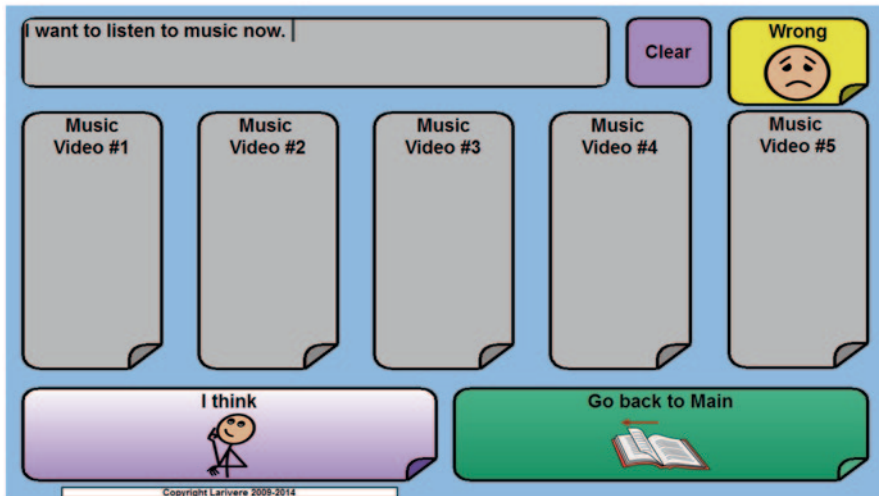 I want to listen to music now.
Clear
Wrong
Music
Video #1
Music
Video #2
Music
Video #3
Music
Video #4
Music
Video #5
I think
Go back to Main
Copyright Larivere 2009-2014